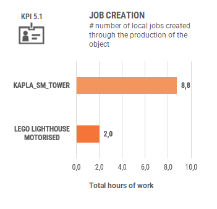 KPI 5.1
JOB CREATION
# number of local jobs created
through the production of the
object
KAPLA_SM_TOWER
8,8
LEGO LIGHTHOUSE
MOTORISED
2,0
0,0 2,0 4,0 6,0 8,0 10,0
Total hours of work